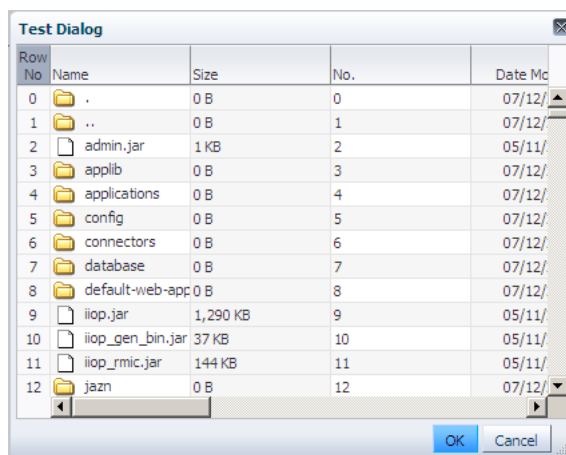 Test Dialog
Row No Name Size No. Date Mo
0 . 0 B 0 07/12/
1 .. 0 B 1 07/12/
2 admin.jar 1 KB 2 05/11/
3 applib 0 B 3 07/12/
4 applications 0 B 4 07/12/
5 config 0 B 5 07/12/
6 connectors 0 B 6 07/12/
7 database 0 B 7 07/12/
8 default-web-app 0 B 8 07/12/
9 iiop.jar 1,290 KB 9 05/11/
10 iiop_gen_bin.jar 37 KB 10 05/11/
11 iiop_rmic.jar 144 KB 11 05/11/
12 jazn 0 B 12 07/12/
OK Cancel